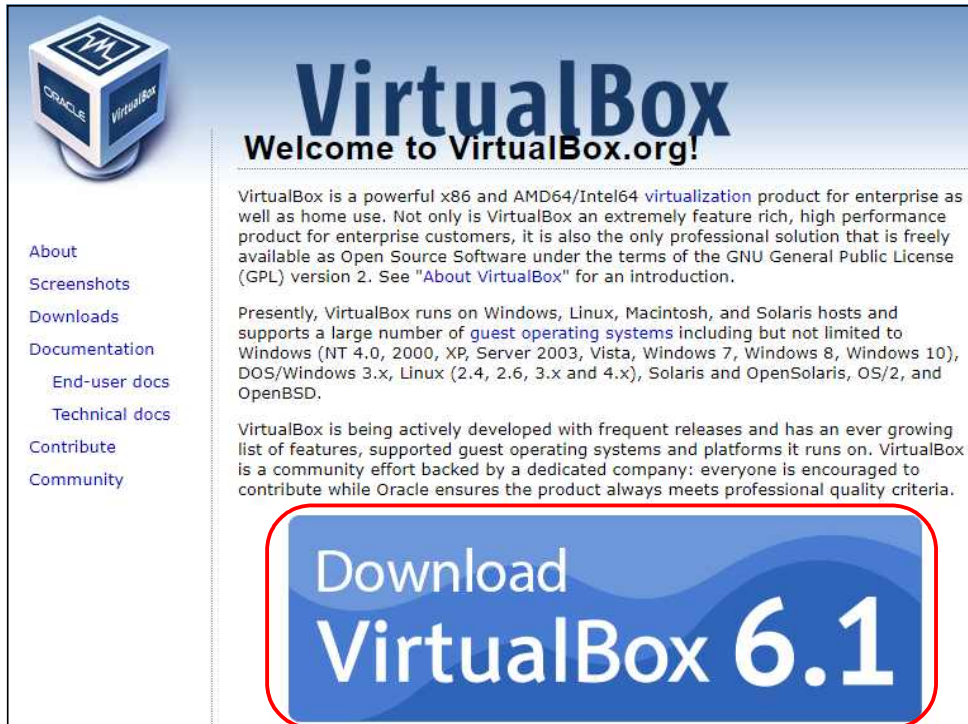 ORACLE
VirtualBox
VirtualBox
Welcome to VirtualBox.org!
About
Screenshots
Downloads
Documentation
End-user docs
Technical docs
Contribute
Community
VirtualBox is a powerful x86 and AMD64/Intel64 virtualization product for enterprise as
well as home use. Not only is VirtualBox an extremely feature rich, high performance
product for enterprise customers, it is also the only professional solution that is freely
available as Open Source Software under the terms of the GNU General Public License
(GPL) version 2. See "About VirtualBox" for an introduction.
Presently, VirtualBox runs on Windows, Linux, Macintosh, and Solaris hosts and
supports a large number of guest operating systems including but not limited to
Windows (NT 4.0, 2000, XP, Server 2003, Vista, Windows 7, Windows 8, Windows 10),
DOS/Windows 3.x, Linux (2.4, 2.6, 3.x and 4.x), Solaris and OpenSolaris, OS/2, and
OpenBSD.
VirtualBox is being actively developed with frequent releases and has an ever growing
list of features, supported guest operating systems and platforms it runs on. VirtualBox
is a community effort backed by a dedicated company: everyone is encouraged to
contribute while Oracle ensures the product always meets professional quality criteria.
Download
VirtualBox 6.1